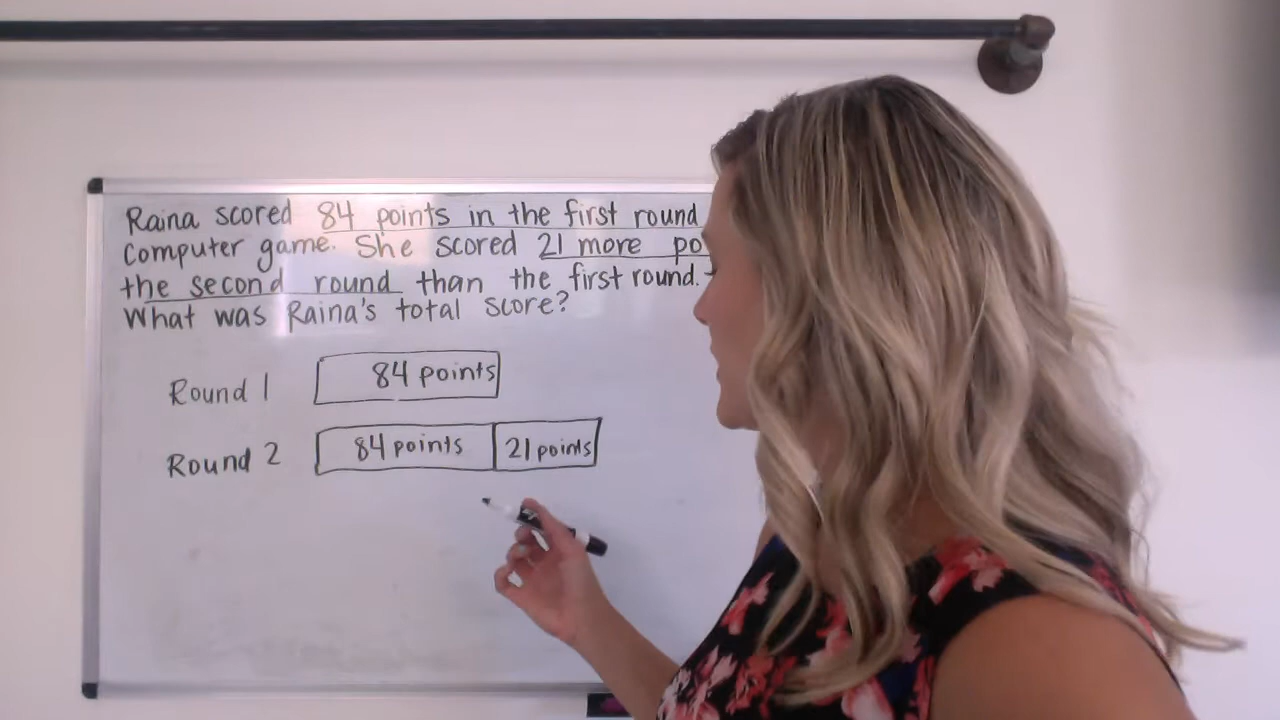 Raina scored 84 points in the first round
Computer game. She scored 21 more
the second round than the first round.
What was Raina's total score?
Round 1 84 points
Round 2 84 points 21 points